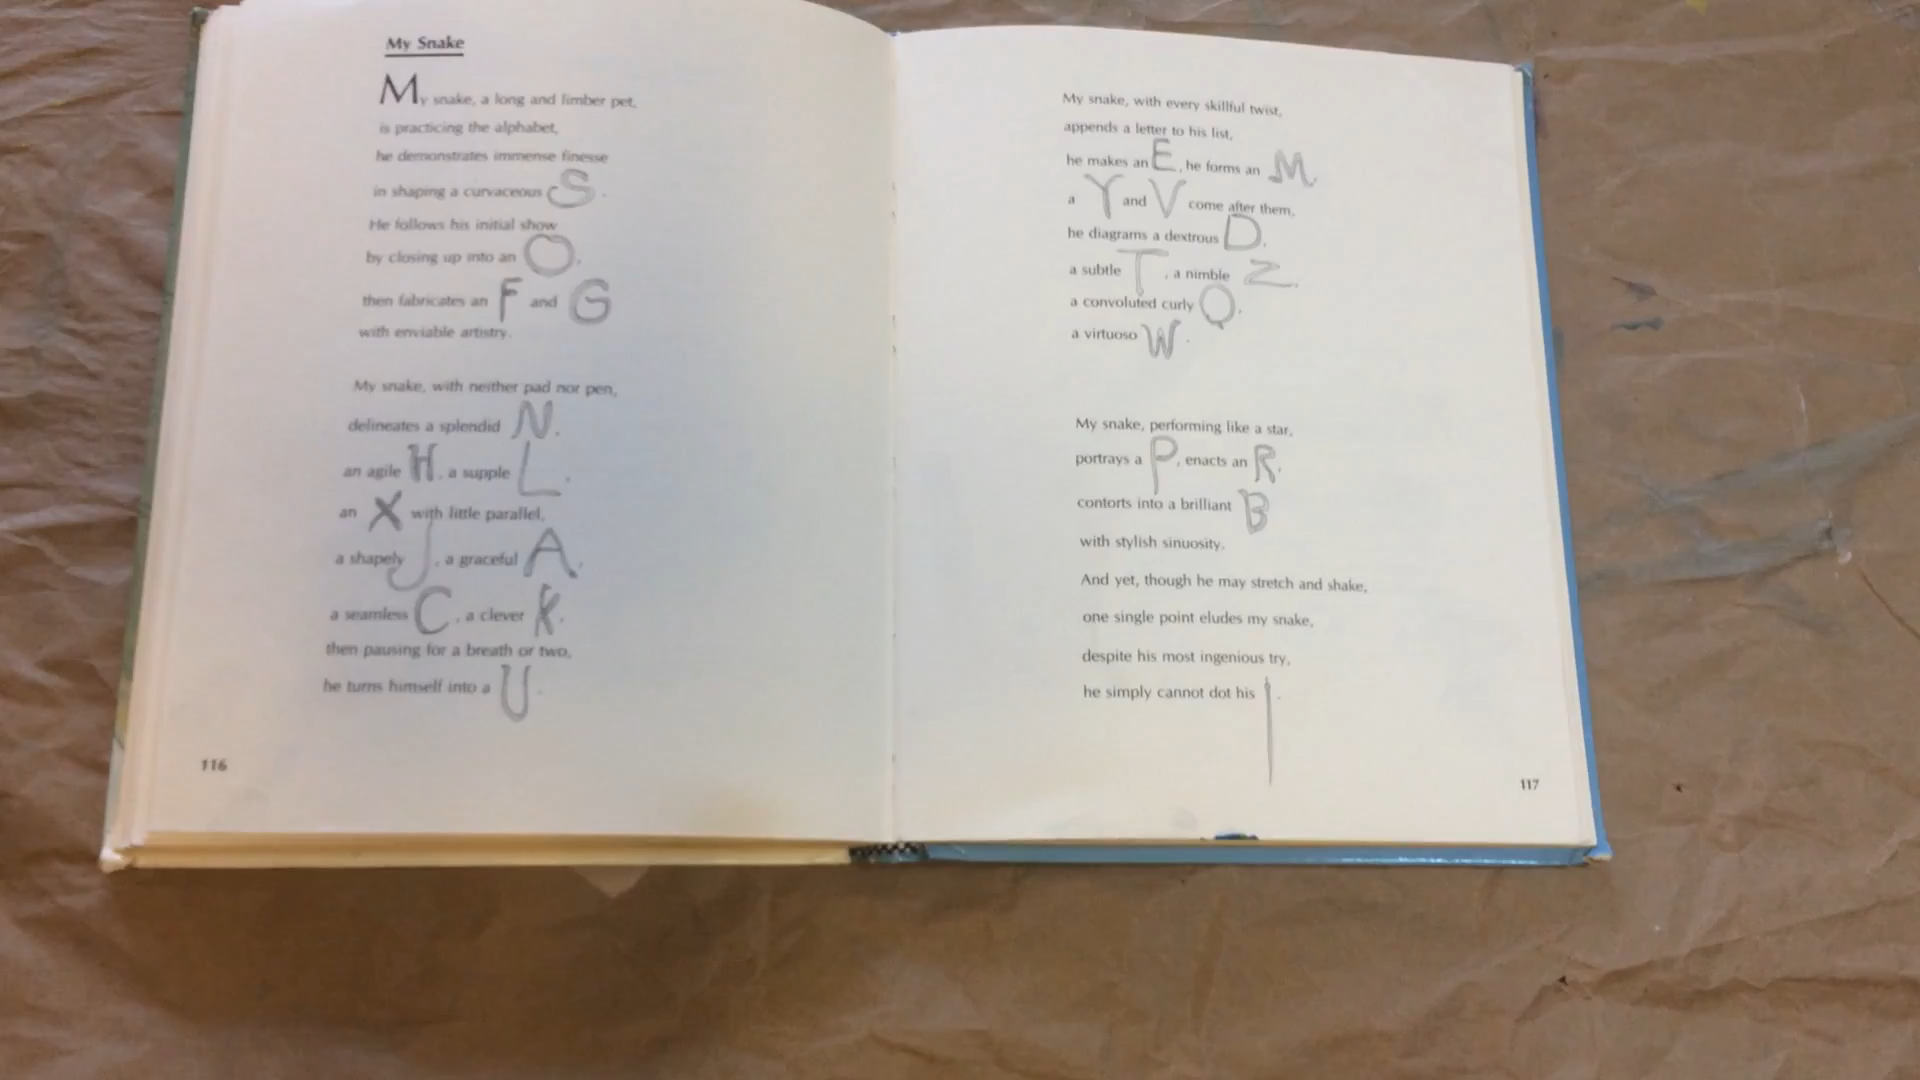 My Snake
My snake, a long and limber pet,
is practicing the alphabet,
he demonstrates immense finesse
in shaping a curvaceous S.
He follows his initial show
by closing up into an O,
then fabricates an F and G
with enviable artistry.
My snake, with neither pad nor pen,
delineates a splendid N,
an agile H, a supple L,
an X with little parallel,
a shapely J, a graceful A,
a seamless C, a clever K,
then pausing for a breath or two,
he turns himself into a U.
116
My snake, with every skillful twist,
appends a letter to his list,
he makes an E, he forms an M,
a Y and V come after them,
he diagrams a dextrous D,
a subtle T, a nimble Z,
a convoluted curly Q,
a virtuoso W.
My snake, performing like a star,
portrays a P, enacts an R,
contorts into a brilliant B
with stylish sinuosity.
And yet, though he may stretch and shake,
one single point eludes my snake,
despite his most ingenious try,
he simply cannot dot his I.
117